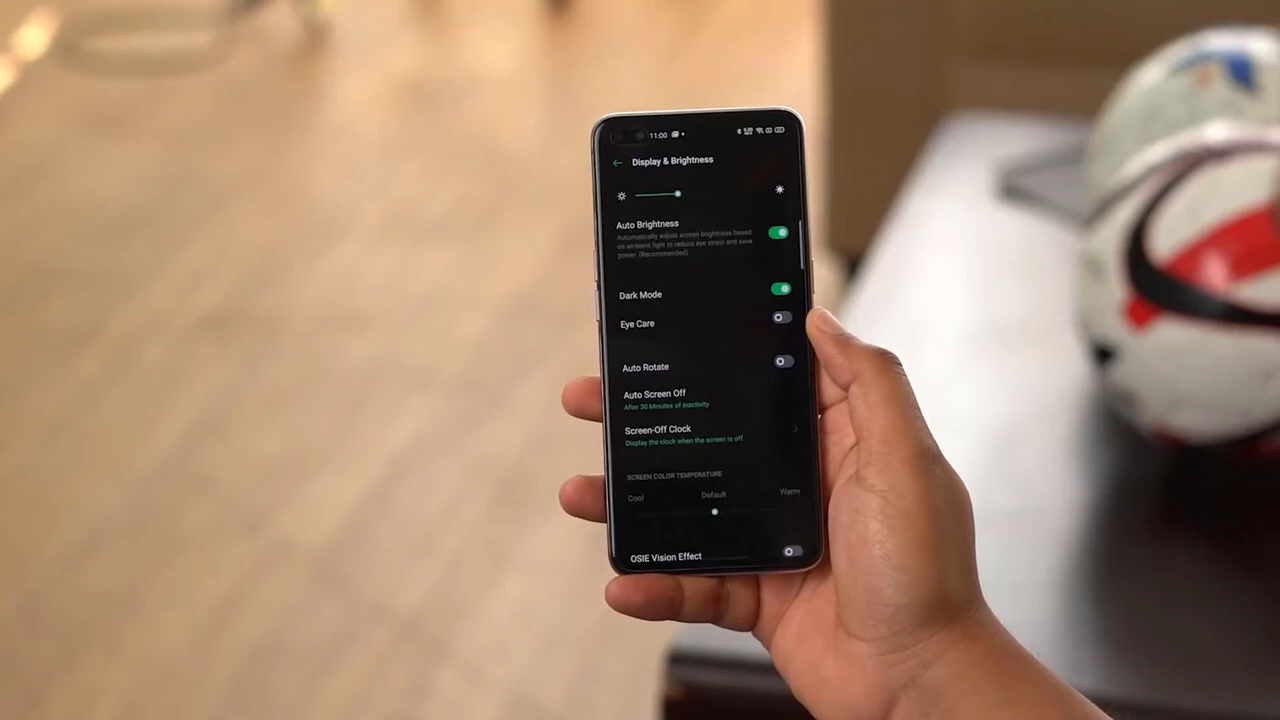 11:00
Display & Brightness
Auto Brightness
Automatically adjust screen brightness based
on ambient light to reduce eye strain and save
power (Recommended)
Dark Mode
Eye Care
Auto Rotate
Auto Screen Off
After 30 Minutes of inactivity
Screen-Off Clock
Display the clock when the screen is off.
SCREEN COLOR TEMPERATURE
Cool Default Warm
OSIE Vision Effect